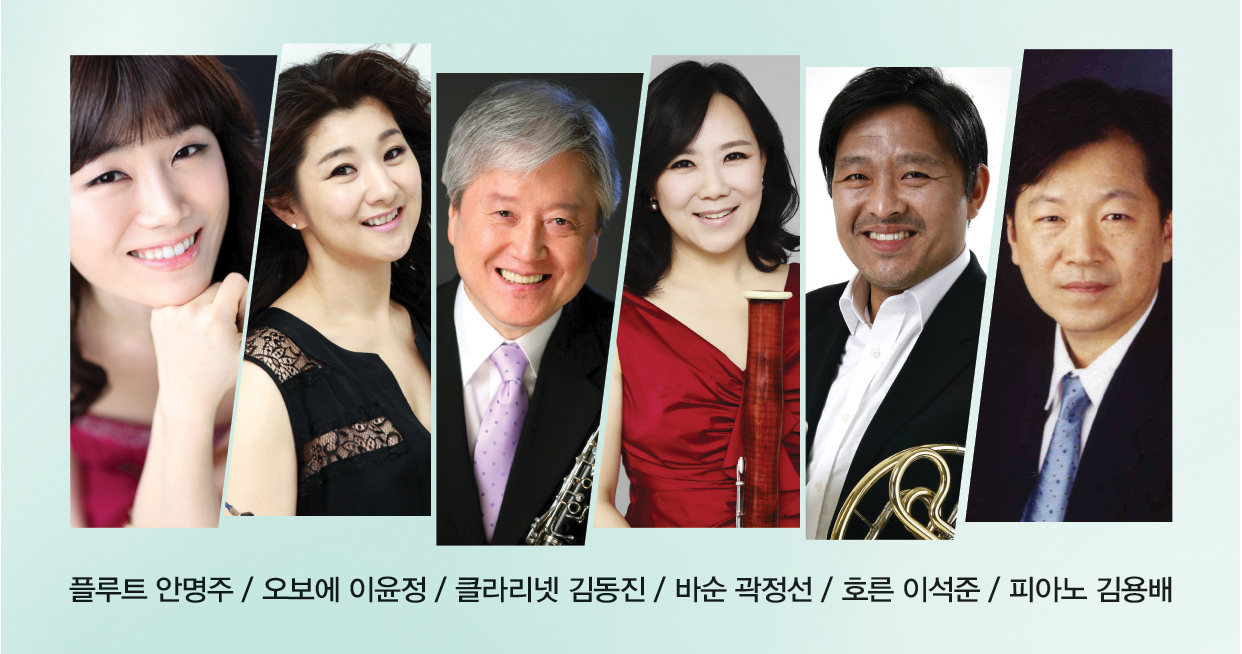 플루트 안명주 / 오보에 이윤정 / 클라리넷 김동진 / 바순 곽정선 / 호른 이석준 / 피아노 김용배